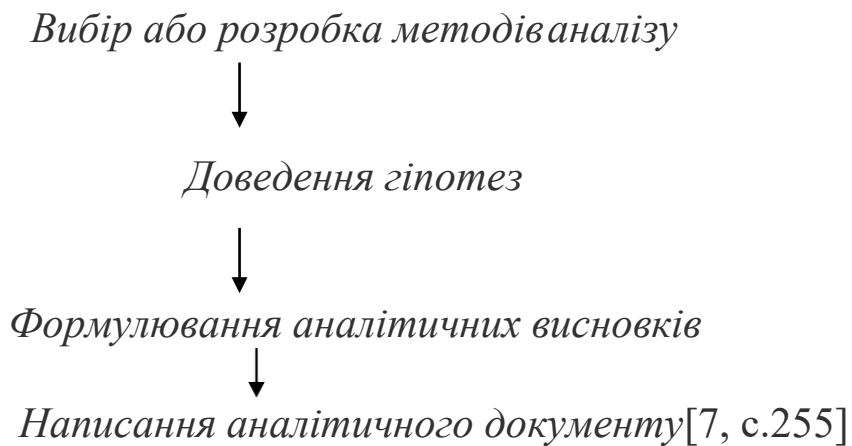 Вибір або розробка методів аналізу
Доведення гіпотез
Формулювання аналітичних висновків
Написання аналітичного документу[7, с.255]